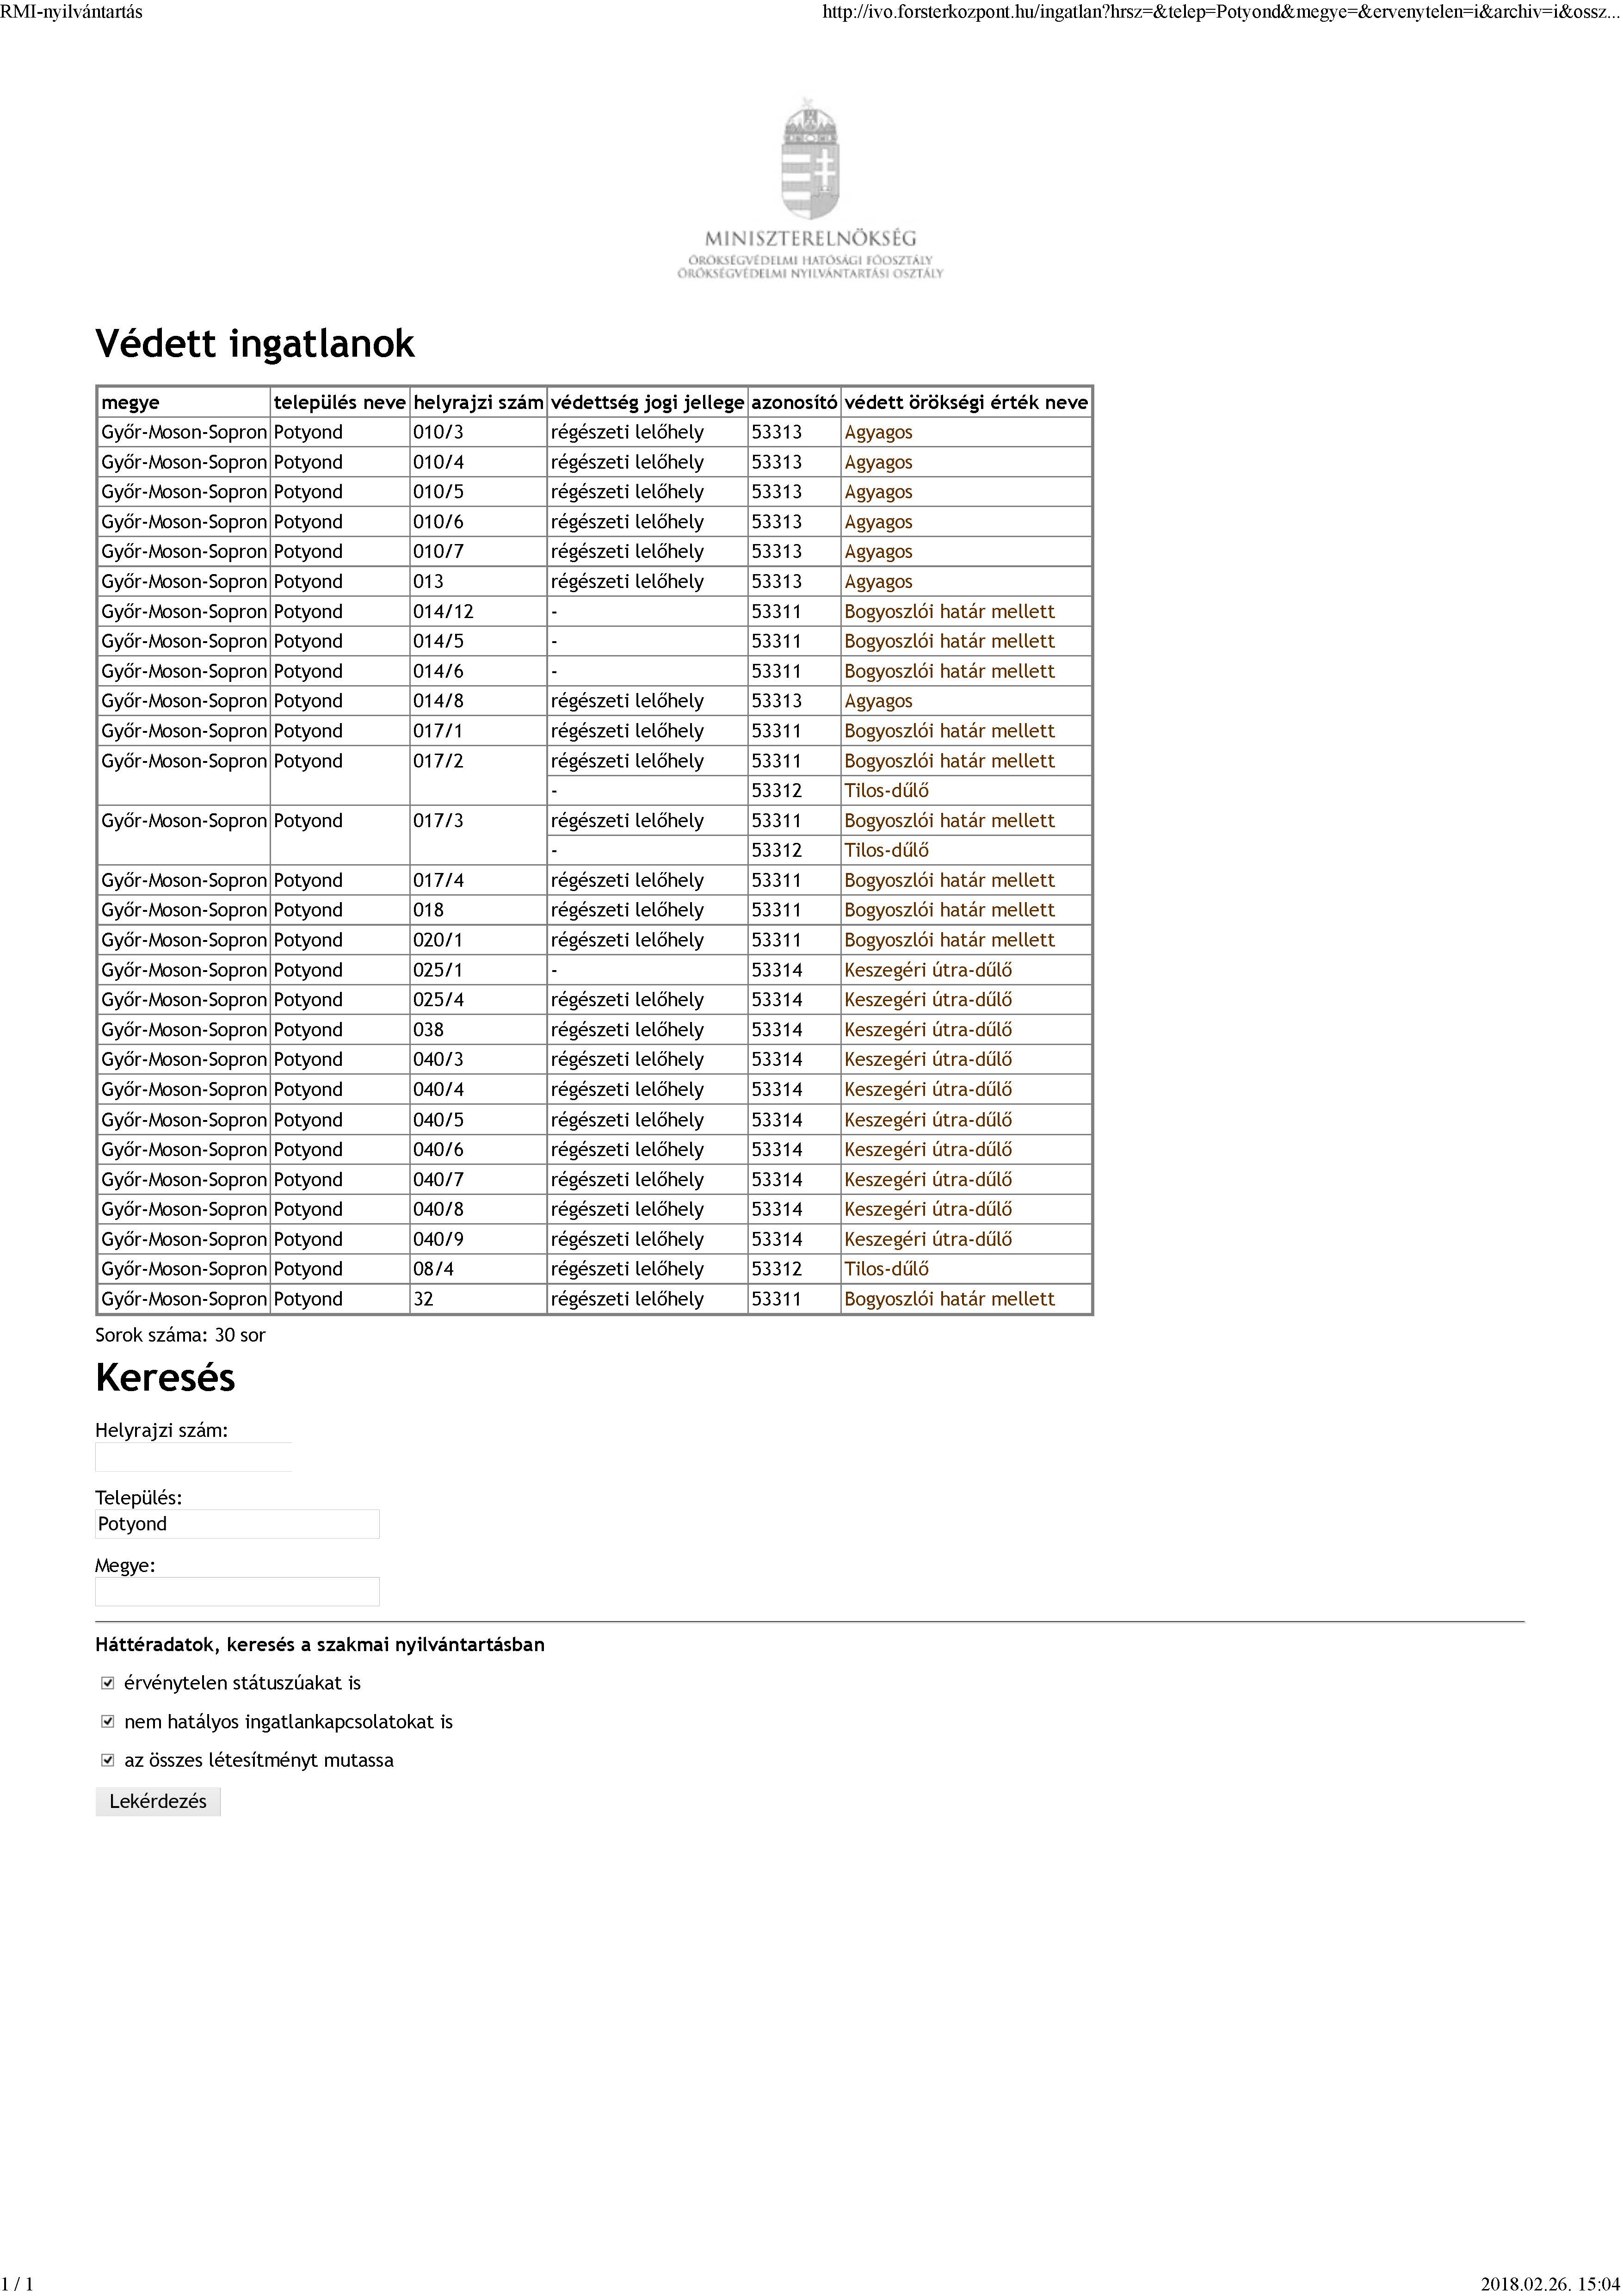 RMI-nyilvántartás http://ivo.forsterkozpont.hu/ingatlan?hrsz=&telep=Potyond&megye=&ervenytelen=i&archiv=i&ossz...
MINISZTERELNÖKSÉG
ÖRÖKSÉGVÉDELMI HATÓSÁGI FŐOSZTÁLY
ÖRÖKSÉGVÉDELMI NYILVÁNTARTÁSI OSZTÁLY
Védett ingatlanok
megye település neve helyrajzi szám védettség jogi jellege azonosító védett örökségi érték neve
Győr-Moson-Sopron Potyond 010/3 régészeti lelőhely 53313 Agyagos
Győr-Moson-Sopron Potyond 010/4 régészeti lelőhely 53313 Agyagos
Győr-Moson-Sopron Potyond 010/5 régészeti lelőhely 53313 Agyagos
Győr-Moson-Sopron Potyond 010/6 régészeti lelőhely 53313 Agyagos
Győr-Moson-Sopron Potyond 010/7 régészeti lelőhely 53313 Agyagos
Győr-Moson-Sopron Potyond 013 régészeti lelőhely 53313 Agyagos
Győr-Moson-Sopron Potyond 014/12 - 53311 Bogyoszlói határ mellett
Győr-Moson-Sopron Potyond 014/5 - 53311 Bogyoszlói határ mellett
Győr-Moson-Sopron Potyond 014/6 - 53311 Bogyoszlói határ mellett
Győr-Moson-Sopron Potyond 014/8 régészeti lelőhely 53313 Agyagos
Győr-Moson-Sopron Potyond 017/1 régészeti lelőhely 53311 Bogyoszlói határ mellett
Győr-Moson-Sopron Potyond 017/2 régészeti lelőhely 53311 Bogyoszlói határ mellett
- 53312 Tilos-dűlő
Győr-Moson-Sopron Potyond 017/3 régészeti lelőhely 53311 Bogyoszlói határ mellett
- 53312 Tilos-dűlő
Győr-Moson-Sopron Potyond 017/4 régészeti lelőhely 53311 Bogyoszlói határ mellett
Győr-Moson-Sopron Potyond 018 régészeti lelőhely 53311 Bogyoszlói határ mellett
Győr-Moson-Sopron Potyond 020/1 régészeti lelőhely 53311 Bogyoszlói határ mellett
Győr-Moson-Sopron Potyond 025/1 - 53314 Keszegéri útra-dűlő
Győr-Moson-Sopron Potyond 025/4 régészeti lelőhely 53314 Keszegéri útra-dűlő
Győr-Moson-Sopron Potyond 038 régészeti lelőhely 53314 Keszegéri útra-dűlő
Győr-Moson-Sopron Potyond 040/3 régészeti lelőhely 53314 Keszegéri útra-dűlő
Győr-Moson-Sopron Potyond 040/4 régészeti lelőhely 53314 Keszegéri útra-dűlő
Győr-Moson-Sopron Potyond 040/5 régészeti lelőhely 53314 Keszegéri útra-dűlő
Győr-Moson-Sopron Potyond 040/6 régészeti lelőhely 53314 Keszegéri útra-dűlő
Győr-Moson-Sopron Potyond 040/7 régészeti lelőhely 53314 Keszegéri útra-dűlő
Győr-Moson-Sopron Potyond 040/8 régészeti lelőhely 53314 Keszegéri útra-dűlő
Győr-Moson-Sopron Potyond 040/9 régészeti lelőhely 53314 Keszegéri útra-dűlő
Győr-Moson-Sopron Potyond 08/4 régészeti lelőhely 53312 Tilos-dűlő
Győr-Moson-Sopron Potyond 32 régészeti lelőhely 53311 Bogyoszlói határ mellett
Sorok száma: 30 sor
Keresés
Helyrajzi szám:
Település:
Potyond
Megye:
Háttéradatok, keresés a szakmai nyilvántartásban
érvénytelen státuszúakat is
nem hatályos ingatlankapcsolatokat is
az összes létesítményt mutassa
Lekérdezés
1 / 1 2018.02.26. 15:04